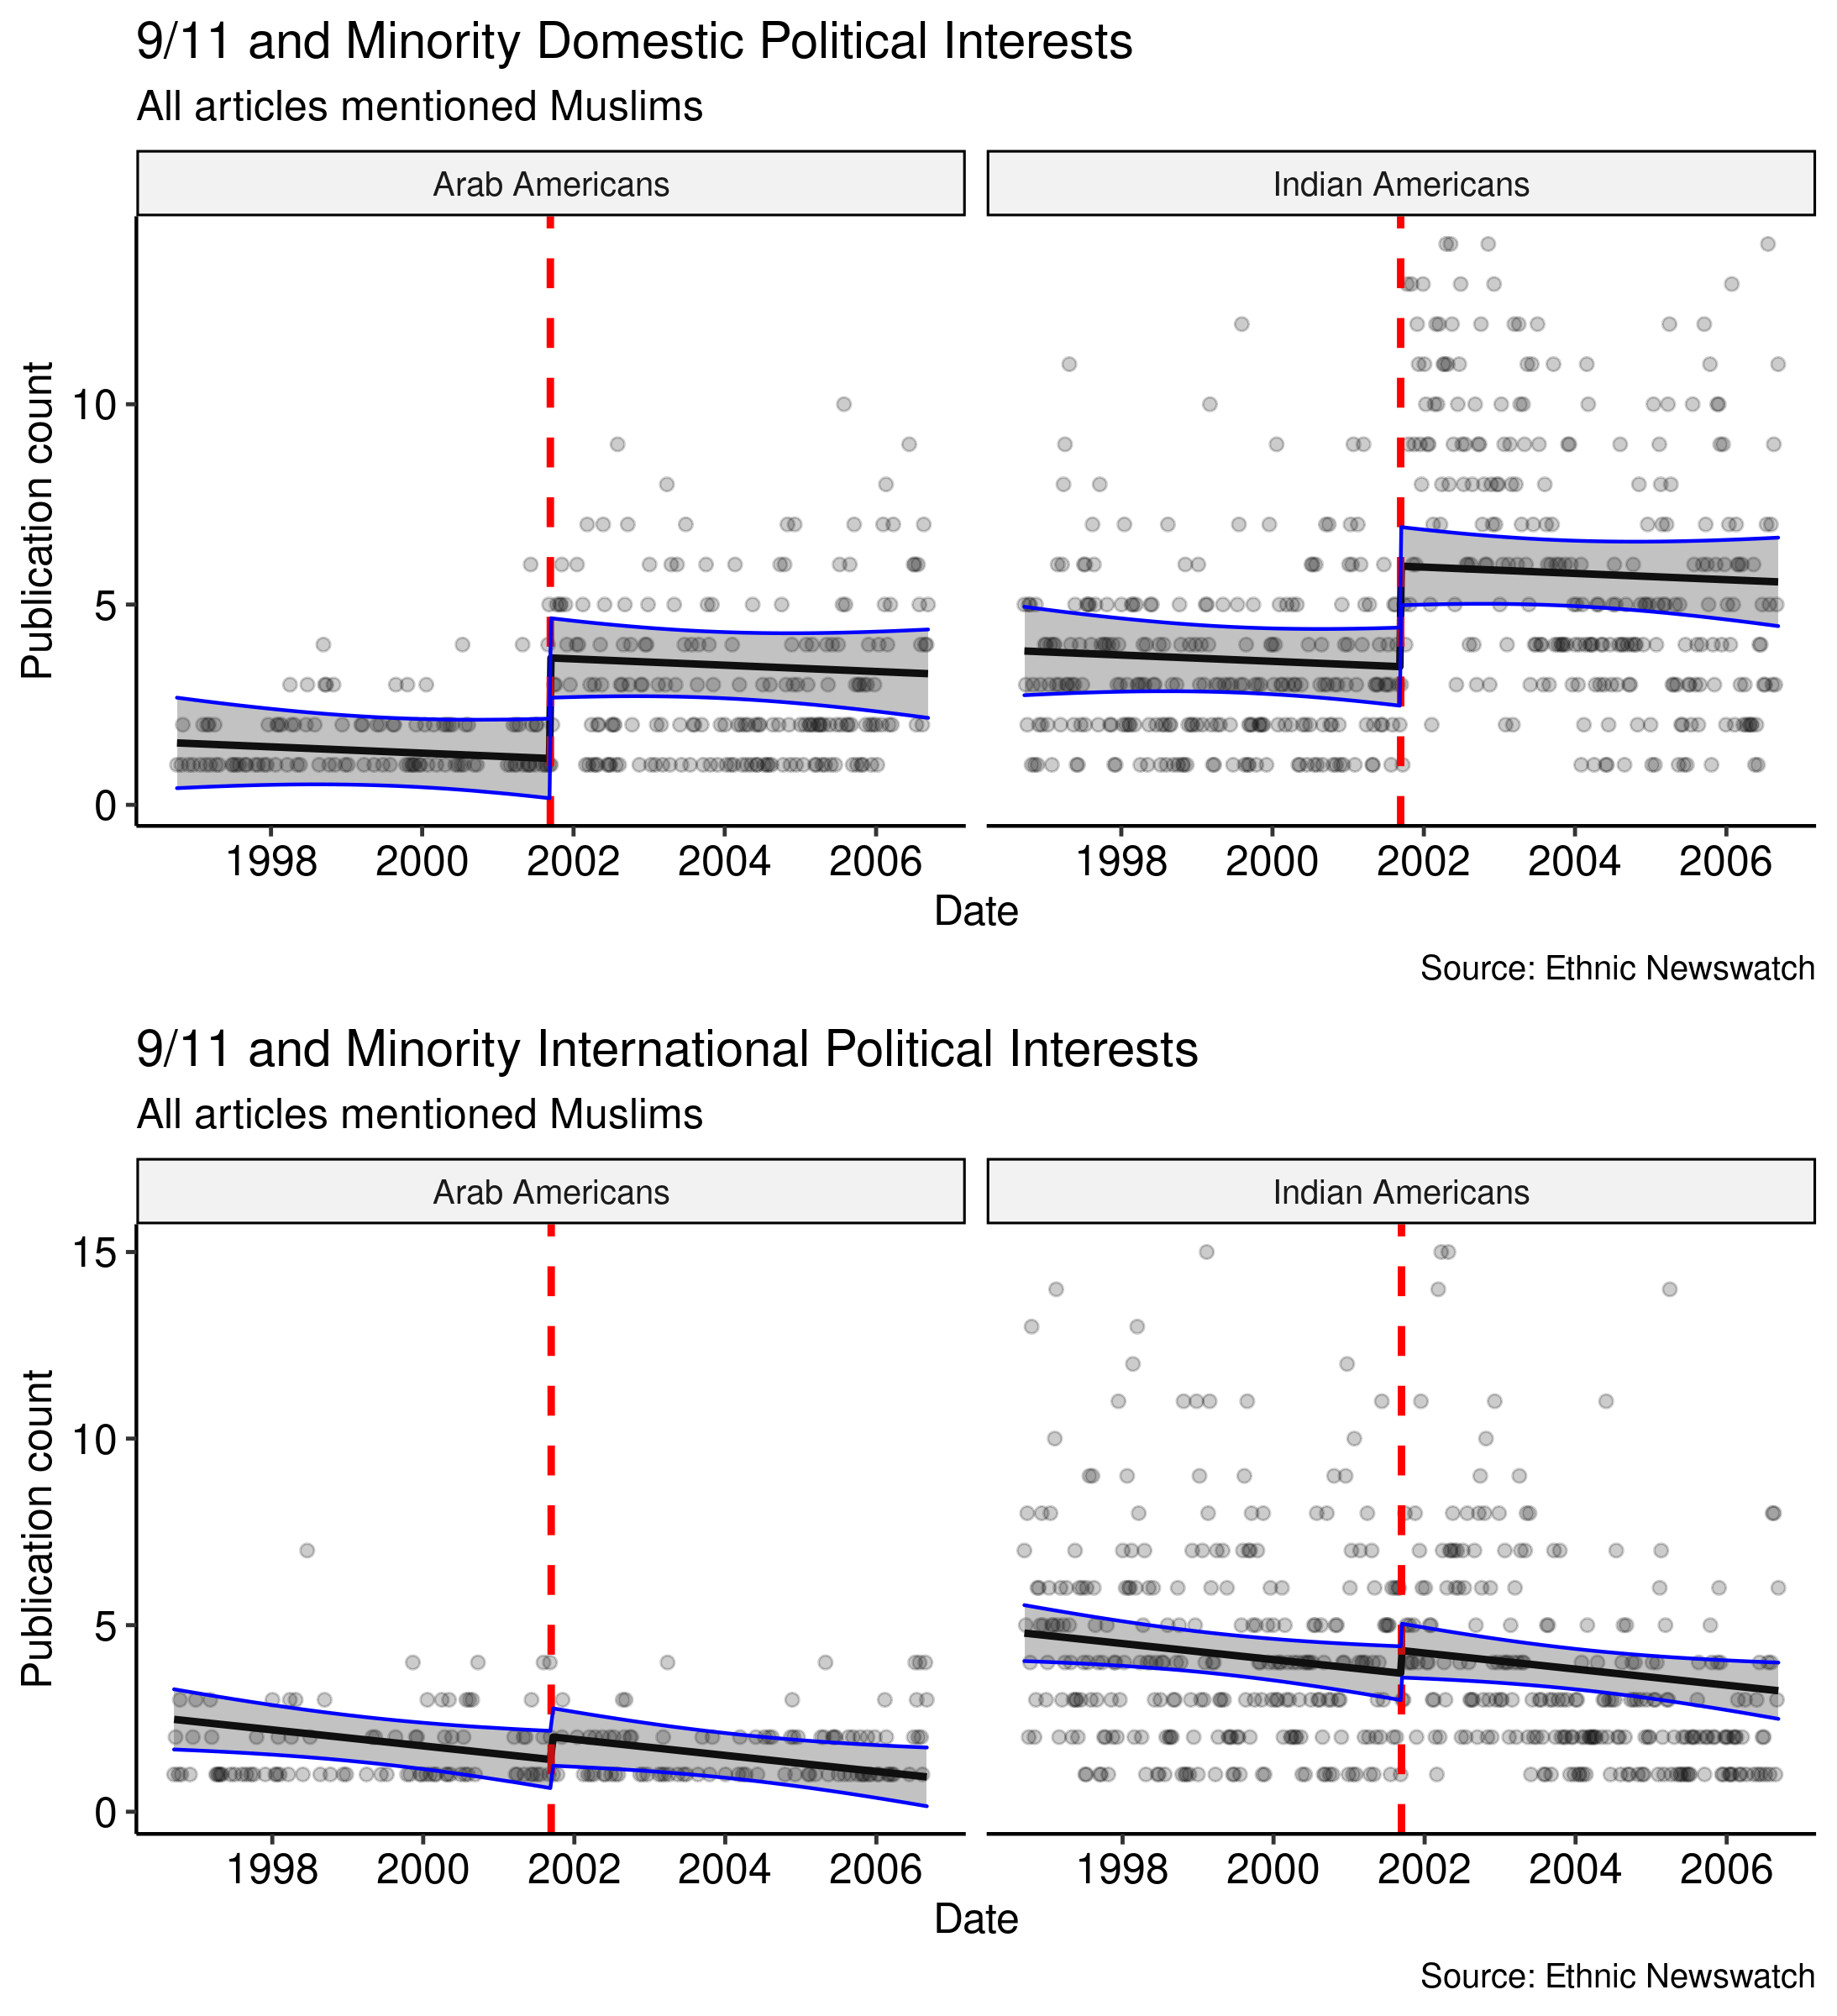 9/11 and Minority Domestic Political Interests
All articles mentioned Muslims
Arab Americans
Indian Americans
Publication count
10
5
0
1998 2000 2002 2004 2006
1998 2000 2002 2004 2006
Date
Source: Ethnic Newswatch
9/11 and Minority International Political Interests
All articles mentioned Muslims
Arab Americans
Indian Americans
Publication count
15
10
5
0
1998 2000 2002 2004 2006
1998 2000 2002 2004 2006
Date
Source: Ethnic Newswatch